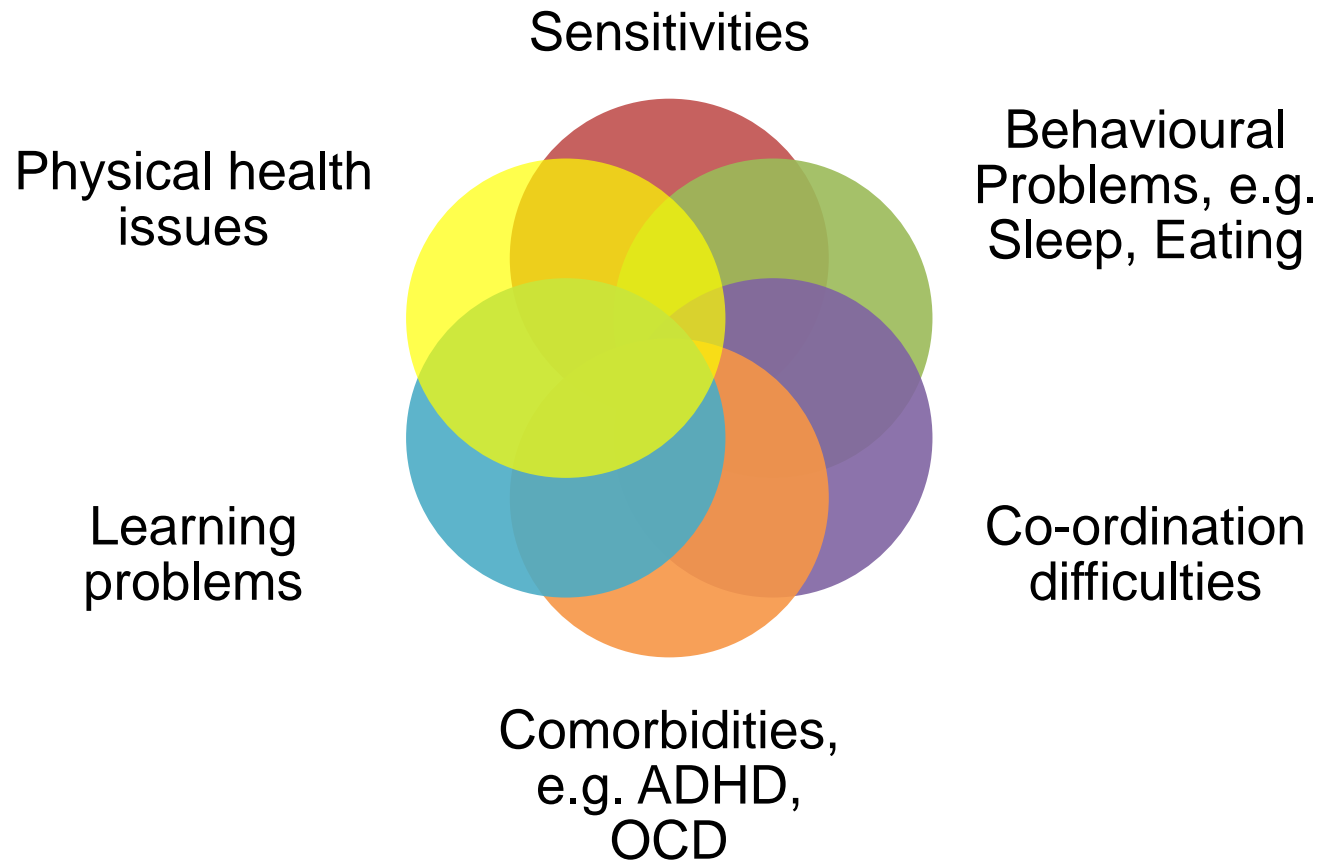 Sensitivities
Behavioural
Problems, e.g.
Sleep, Eating
Co-ordination
difficulties
Comorbidities,
e.g. ADHD,
OCD
Learning
problems
Physical health
issues